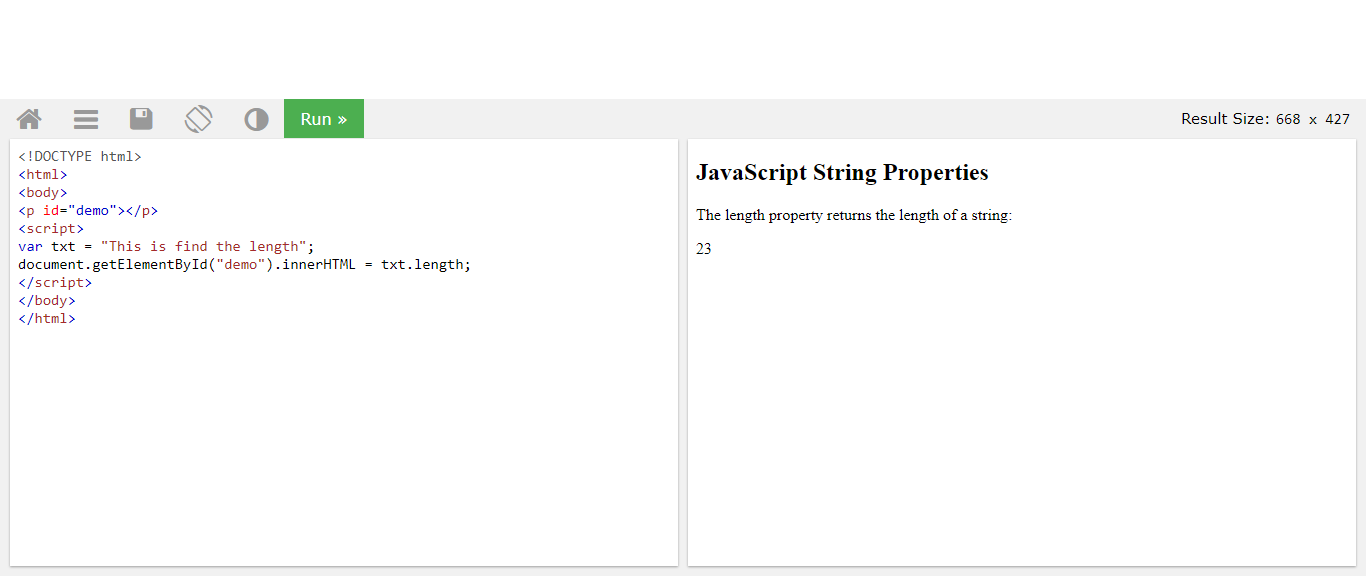 Run »
Result Size: 668 x 427
<!DOCTYPE html>
<html>
<body>
<p id="demo"></p>
<script>
var txt = "This is find the length";
document.getElementById("demo").innerHTML = txt.length;
</script>
</body>
</html>
JavaScript String Properties
The length property returns the length of a string:
23